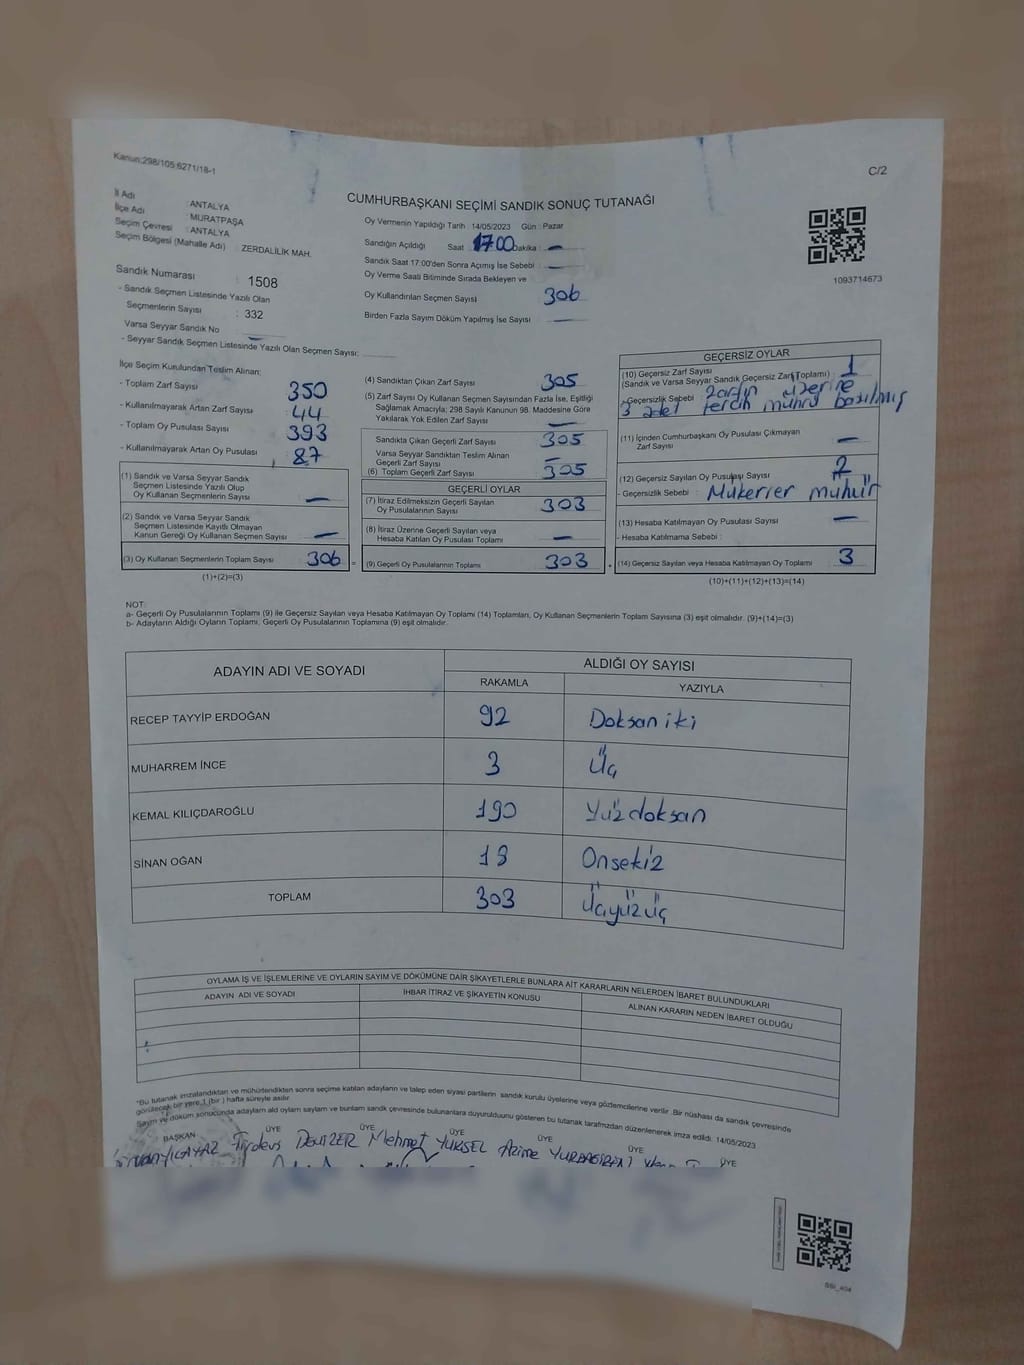 Kanun:298/105;6271/18-1
C/2
CUMHURBAŞKANI SEÇİMİ SANDIK SONUÇ TUTANAĞI
İl Adı : ANTALYA
İlçe Adı : MURATPAŞA
Seçim Çevresi : ANTALYA
Seçim Bölgesi (Mahalle Adı) : ZERDALİLİK MAH.
Oy Vermenin Yapıldığı Tarih : 14/05/2023 Gün : Pazar
Sandığın Açıldığı Saat : 17:00 Dakika : —
Sandık Saat 17:00'den Sonra Açılmış İse Sebebi : —
Oy Verme Saati Bitiminde Sırada Bekleyen ve
Oy Kullandırılan Seçmen Sayısı 306
Birden Fazla Sayım Döküm Yapılmış İse Sayısı : —
1093714673
Sandık Numarası : 1508
- Sandık Seçmen Listesinde Yazılı Olan
Seçmenlerin Sayısı : 332
Varsa Seyyar Sandık No —
- Seyyar Sandık Seçmen Listesinde Yazılı Olan Seçmen Sayısı:
İlçe Seçim Kurulundan Teslim Alınan:
- Toplam Zarf Sayısı 350
- Kullanılmayarak Artan Zarf Sayısı 44
- Toplam Oy Pusulası Sayısı 393
- Kullanılmayarak Artan Oy Pusulası 87
(1) Sandık ve Varsa Seyyar Sandık
Seçmen Listesinde Yazılı Olup
Oy Kullanan Seçmenlerin Sayısı —
(2) Sandık ve Varsa Seyyar Sandık
Seçmen Listesinde Kayıtlı Olmayan
Kanun Gereği Oy Kullanan Seçmen Sayısı —
(3) Oy Kullanan Seçmenlerin Toplam Sayısı 306
(1)+(2)=(3)
(4) Sandıktan Çıkan Zarf Sayısı 305
(5) Zarf Sayısı Oy Kullanan Seçmen Sayısından Fazla İse, Eşitliği
Sağlamak Amacıyla; 298 Sayılı Kanunun 98. Maddesine Göre
Yakılarak Yok Edilen Zarf Sayısı —
Sandıkta Çıkan Geçerli Zarf Sayısı 305
Varsa Seyyar Sandıktan Teslim Alınan
Geçerli Zarf Sayısı —
(6) Toplam Geçerli Zarf Sayısı 305
GEÇERLİ OYLAR
(7) İtiraz Edilmeksizin Geçerli Sayılan
Oy Pusulalarının Sayısı 303
(8) İtiraz Üzerine Geçerli Sayılan veya
Hesaba Katılan Oy Pusulası Toplamı —
(9) Geçerli Oy Pusulalarının Toplamı 303
GEÇERSİZ OYLAR
(10) Geçersiz Zarf Sayısı : 1
(Sandık ve Varsa Seyyar Sandık Geçersiz Zarf Toplamı)
- Geçersizlik Sebebi : zarfın üzerine
3 adet tercih mührü basılmış
(11) İçinden Cumhurbaşkanı Oy Pusulası Çıkmayan
Zarf Sayısı —
(12) Geçersiz Sayılan Oy Pusulası Sayısı 2
- Geçersizlik Sebebi : Mükerrer mühür
(13) Hesaba Katılmayan Oy Pusulası Sayısı —
- Hesaba Katılmama Sebebi :
(14) Geçersiz Sayılan veya Hesaba Katılmayan Oy Toplamı 3
(10)+(11)+(12)+(13)=(14)
NOT:
a- Geçerli Oy Pusulalarının Toplamı (9) ile Geçersiz Sayılan veya Hesaba Katılmayan Oy Toplamı (14) Toplamları, Oy Kullanan Seçmenlerin Toplam Sayısına (3) eşit olmalıdır. (9)+(14)=(3)
b- Adayların Aldığı Oyların Toplamı, Geçerli Oy Pusulalarının Toplamına (9) eşit olmalıdır.
ADAYIN ADI VE SOYADI ALDIĞI OY SAYISI
RAKAMLA YAZIYLA
RECEP TAYYİP ERDOĞAN 92 Doksan iki
MUHARREM İNCE 3 Üç
KEMAL KILIÇDAROĞLU 190 Yüzdoksan
SİNAN OĞAN 18 Onsekiz
TOPLAM 303 Üçyüzüç
OYLAMA İŞ VE İŞLEMLERİNE VE OYLARIN SAYIM VE DÖKÜMÜNE DAİR ŞİKAYETLERLE BUNLARA AİT KARARLARIN NELERDEN İBARET BULUNDUKLARI
ADAYIN ADI VE SOYADI İHBAR İTİRAZ VE ŞİKAYETİN KONUSU ALINAN KARARIN NEDEN İBARET OLDUĞU
*Bu tutanak imzalandıktan ve mühürlendikten sonra seçime katılan adayların ve talep eden siyasi partilerin sandık kurulu üyelerine veya gözlemcilerine verilir. Bir nüshası da sandık çevresinde
görülecek bir yere 1 (bir) hafta süreyle asılır.
Sayım ve döküm sonucunda adayların aldığı oyların sayıları ve bunların sandık çevresinde bulunanlara duyurulduğunu gösteren bu tutanak tarafımızdan düzenlenerek imza edildi. 14/05/2023
BAŞKAN ÜYE ÜYE ÜYE ÜYE ÜYE
Firdevs DENİZER Mehmet YÜKSEL Azime